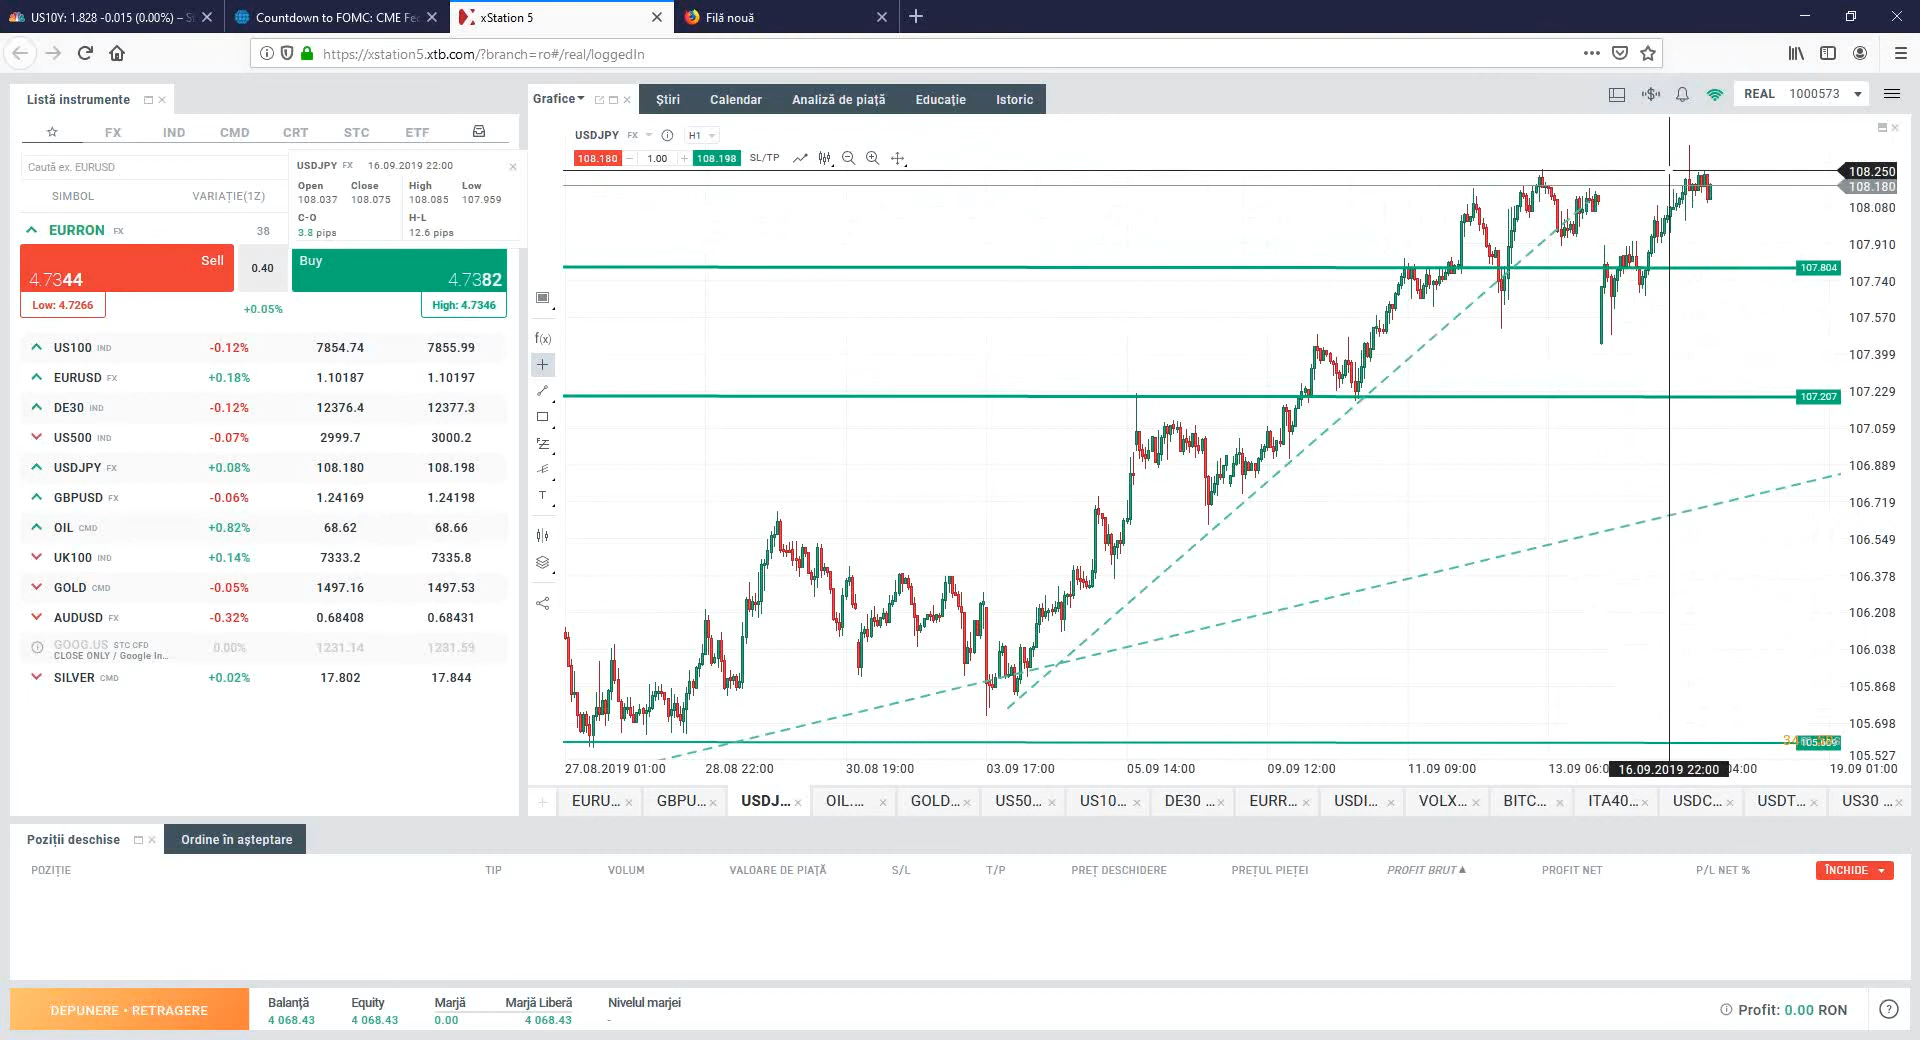 US10Y: 1.828 -0.015 (0.00%) – S
Countdown to FOMC: CME Fed
xStation 5
Filă nouă
https://xstation5.xtb.com/?branch=ro#/real/loggedIn
Listă instrumente
FX IND CMD CRT STC ETF
Caută ex. EURUSD
SIMBOL VARIAȚIE(1Z)
USDJPY FX 16.09.2019 22:00
Open Close High Low
108.037 108.075 108.085 107.959
C-O H-L
3.8 pips 12.6 pips
EURRON FX 38
Sell
4.7344
0.40
Buy
4.7382
Low: 4.7266
+0.05%
High: 4.7346
US100 IND -0.12% 7854.74 7855.99
EURUSD FX +0.18% 1.10187 1.10197
DE30 IND -0.12% 12376.4 12377.3
US500 IND -0.07% 2999.7 3000.2
USDJPY FX +0.08% 108.180 108.198
GBPUSD FX -0.06% 1.24169 1.24198
OIL CMD +0.82% 68.62 68.66
UK100 IND +0.14% 7333.2 7335.8
GOLD CMD -0.05% 1497.16 1497.53
AUDUSD FX -0.32% 0.68408 0.68431
GOOG.US STC CFD 0.00% 1231.14 1231.59
CLOSE ONLY / Google In...
SILVER CMD +0.02% 17.802 17.844
Grafice Știri Calendar Analiză de piață Educație Istoric
REAL 1000573
USDJPY FX H1
108.180 1.00 108.198 SL/TP
f(x)
T
108.250
108.180
108.080
107.910
107.804
107.740
107.570
107.399
107.229
107.207
107.059
106.889
106.719
106.549
106.378
106.208
106.038
105.868
105.698
105.527
27.08.2019 01:00 28.08 22:00 30.08 19:00 03.09 17:00 05.09 14:00 09.09 12:00 11.09 09:00 13.09 06:0 16.09.2019 22:00 04:00 19.09 01:00
EURU... GBPU... USDJ... OIL.... GOLD... US50... US10... DE30 ... EURR... USDI... VOLX... BITC... ITA40... USDC... USDT... US30 ...
Poziții deschise Ordine în așteptare
POZIȚIE TIP VOLUM VALOARE DE PIAȚĂ S/L T/P PREȚ DESCHIDERE PREȚUL PIEȚEI PROFIT BRUT PROFIT NET P/L NET % ÎNCHIDE
DEPUNERE • RETRAGERE
Balanță Equity Marjă Marjă Liberă Nivelul marjei
4 068.43 4 068.43 0.00 4 068.43 -
Profit: 0.00 RON